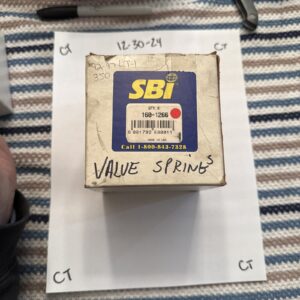 CT 12-30-24 CT
350
SBI
QTY: 8
160-1266
Call 1-800-843-7328
VALUE SPRINGS
CT CT